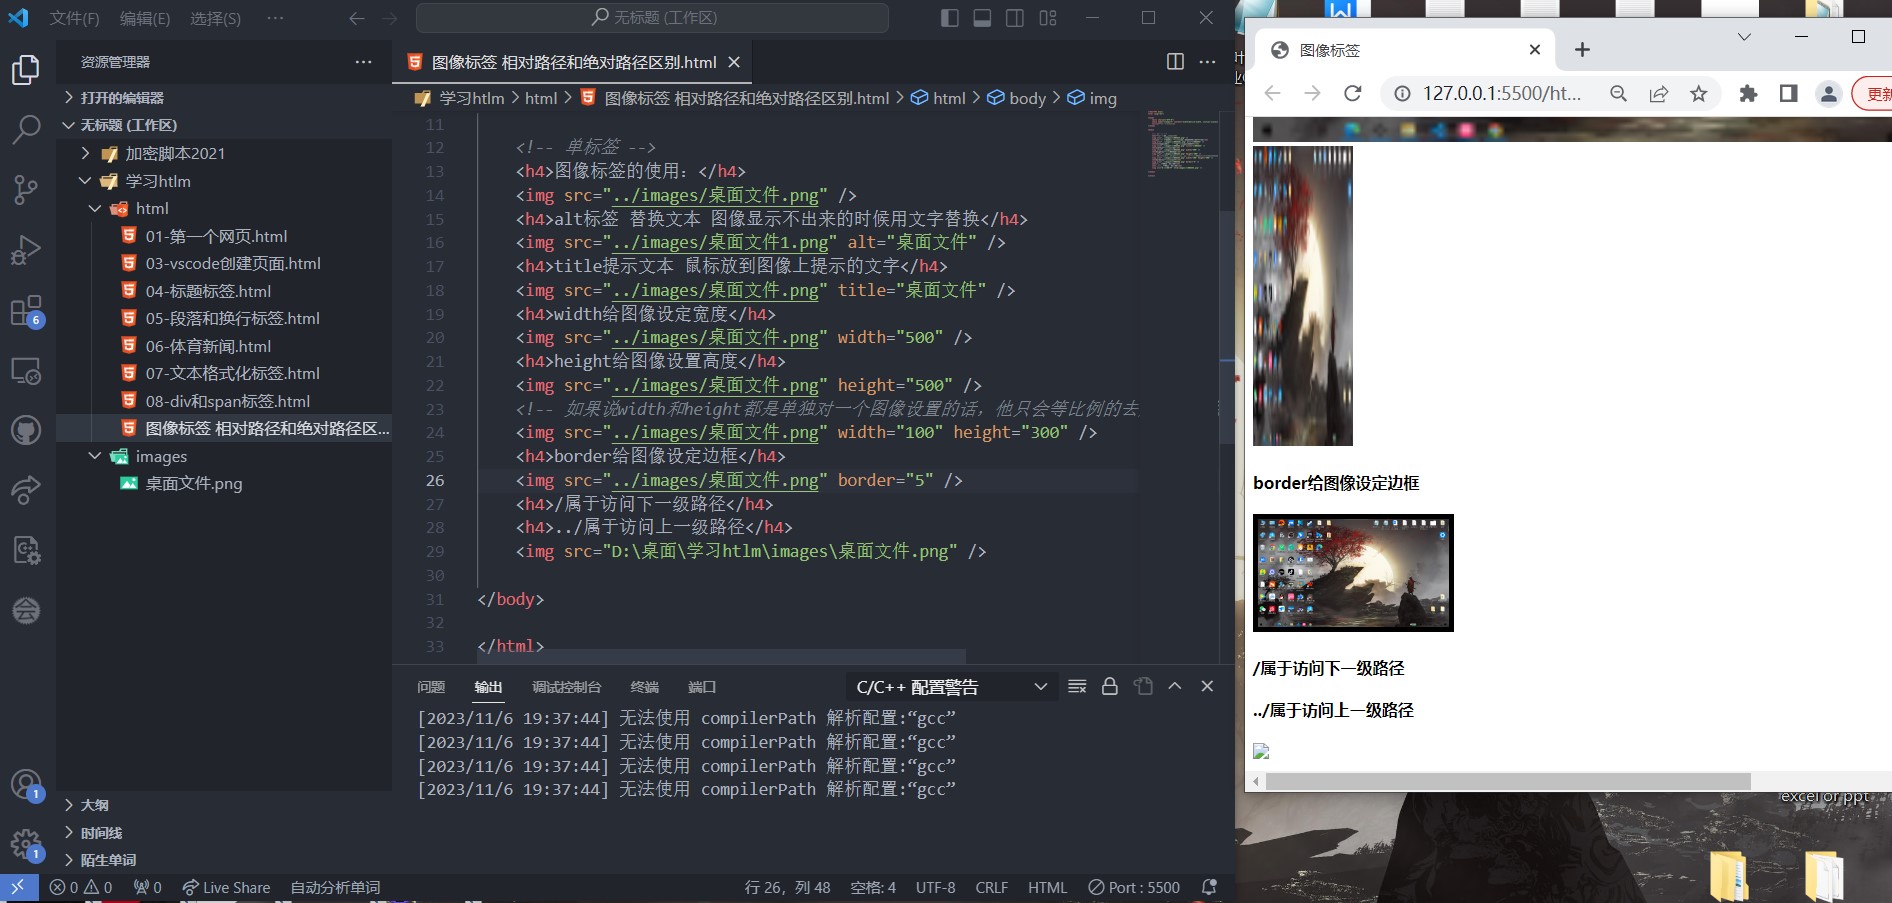 文件(F) 编辑(E) 选择(S) ··· 无标题 (工作区)
资源管理器 ···
打开的编辑器
无标题 (工作区)
加密脚本2021
学习htlm
html
01-第一个网页.html
03-vscode创建页面.html
04-标题标签.html
05-段落和换行标签.html
06-体育新闻.html
07-文本格式化标签.html
08-div和span标签.html
图像标签 相对路径和绝对路径区...
images
桌面文件.png
大纲
时间线
陌生单词
6
1
1
图像标签 相对路径和绝对路径区别.html
学习htlm > html > 图像标签 相对路径和绝对路径区别.html > html > body > img
11
12 <!-- 单标签 -->
13 <h4>图像标签的使用：</h4>
14 <img src="../images/桌面文件.png" />
15 <h4>alt标签 替换文本 图像显示不出来的时候用文字替换</h4>
16 <img src="../images/桌面文件1.png" alt="桌面文件" />
17 <h4>title提示文本 鼠标放到图像上提示的文字</h4>
18 <img src="../images/桌面文件.png" title="桌面文件" />
19 <h4>width给图像设定宽度</h4>
20 <img src="../images/桌面文件.png" width="500" />
21 <h4>height给图像设置高度</h4>
22 <img src="../images/桌面文件.png" height="500" />
23 <!-- 如果说width和height都是单独对一个图像设置的话，他只会等比例的去
24 <img src="../images/桌面文件.png" width="100" height="300" />
25 <h4>border给图像设定边框</h4>
26 <img src="../images/桌面文件.png" border="5" />
27 <h4>/属于访问下一级路径</h4>
28 <h4>../属于访问上一级路径</h4>
29 <img src="D:\桌面\学习htlm\images\桌面文件.png" />
30
31 </body>
32
33 </html>
问题 输出 调试控制台 终端 端口 C/C++ 配置警告
[2023/11/6 19:37:44] 无法使用 compilerPath 解析配置:“gcc”
[2023/11/6 19:37:44] 无法使用 compilerPath 解析配置:“gcc”
[2023/11/6 19:37:44] 无法使用 compilerPath 解析配置:“gcc”
[2023/11/6 19:37:44] 无法使用 compilerPath 解析配置:“gcc”
0 0 0 Live Share 自动分析单词 行 26，列 48 空格: 4 UTF-8 CRLF HTML Port : 5500
图像标签
127.0.0.1:5500/ht... 更新
border给图像设定边框
/属于访问下一级路径
../属于访问上一级路径
excel or ppt